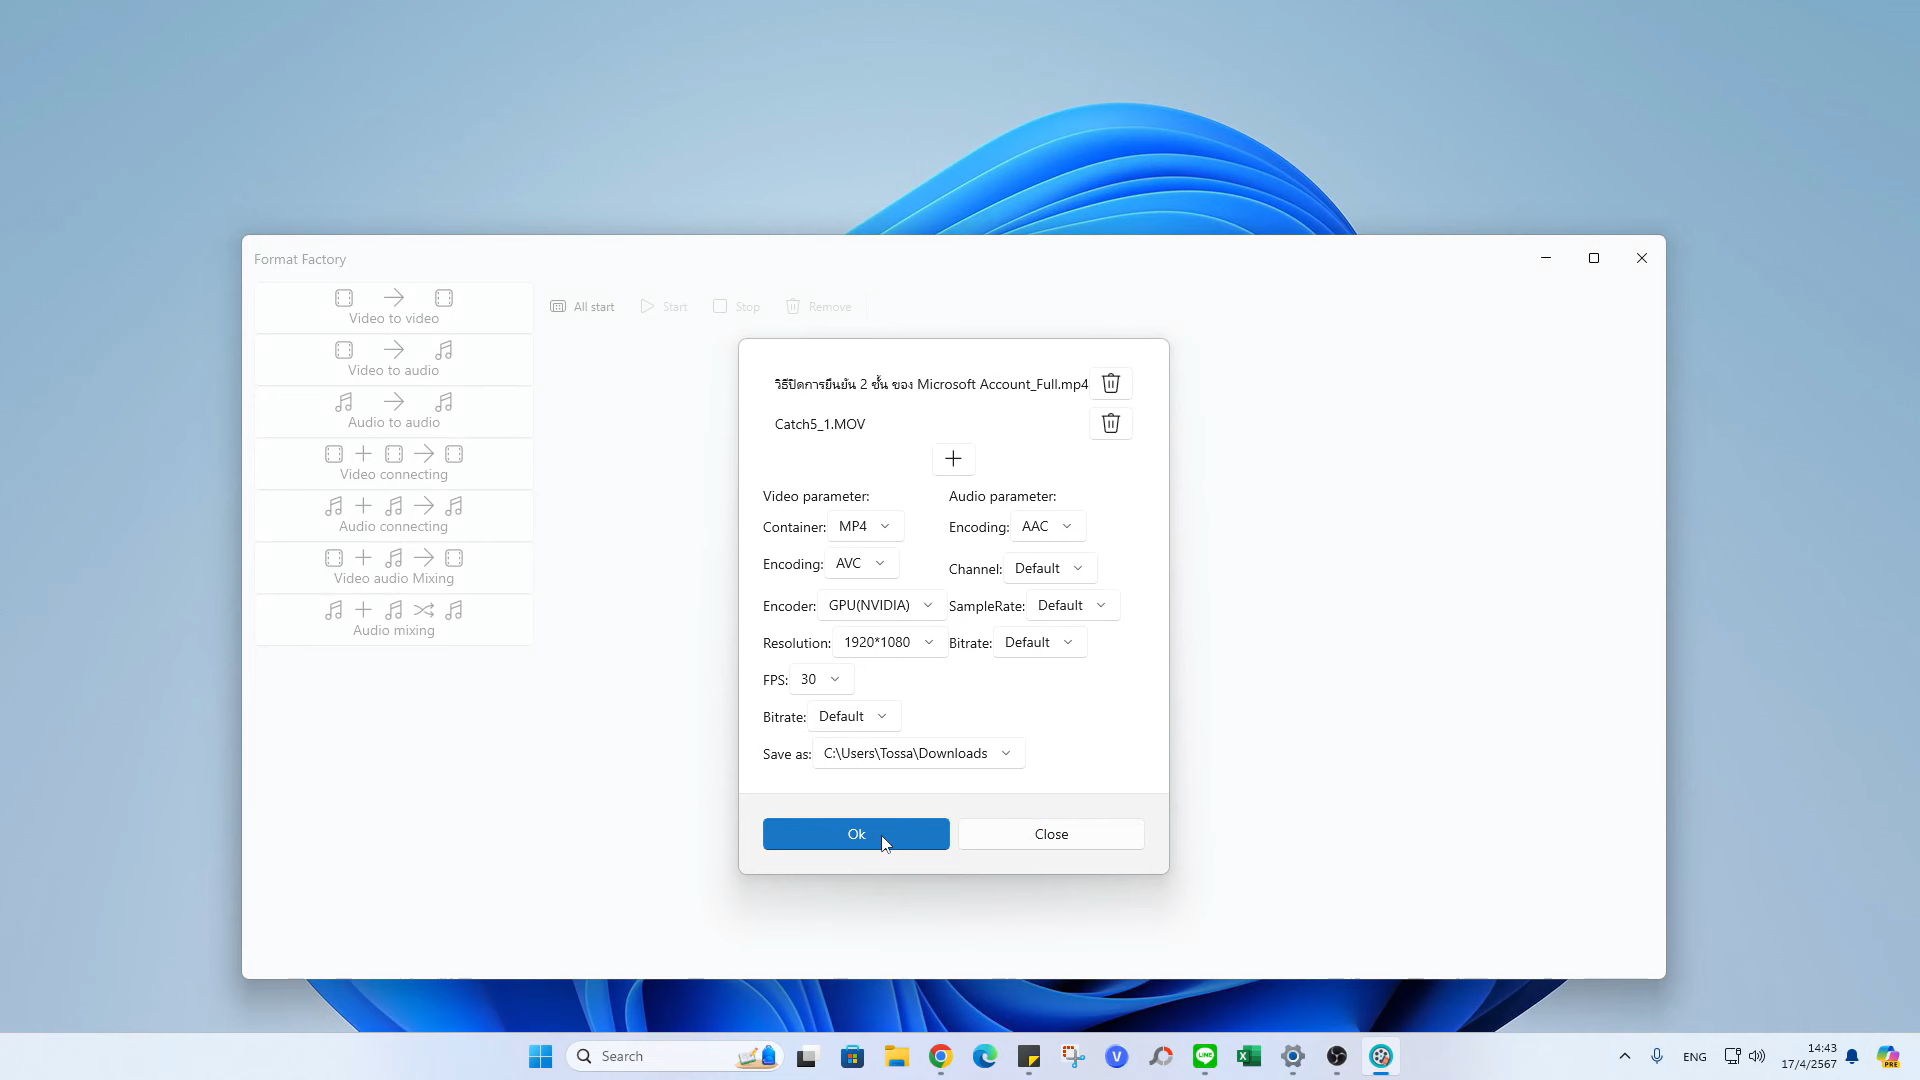 Format Factory
Video to video
Video to audio
Audio to audio
Video connecting
Audio connecting
Video audio Mixing
Audio mixing
All start Start Stop Remove
วิธีปิดการยืนยัน 2 ชั้น ของ Microsoft Account_Full.mp4
Catch5_1.MOV
Video parameter: Audio parameter:
Container: MP4 Encoding: AAC
Encoding: AVC Channel: Default
Encoder: GPU(NVIDIA) SampleRate: Default
Resolution: 1920*1080 Bitrate: Default
FPS: 30
Bitrate: Default
Save as: C:\Users\Tossa\Downloads
Ok Close
Search
ENG
14:43
17/4/2567
LINE
V
PRE